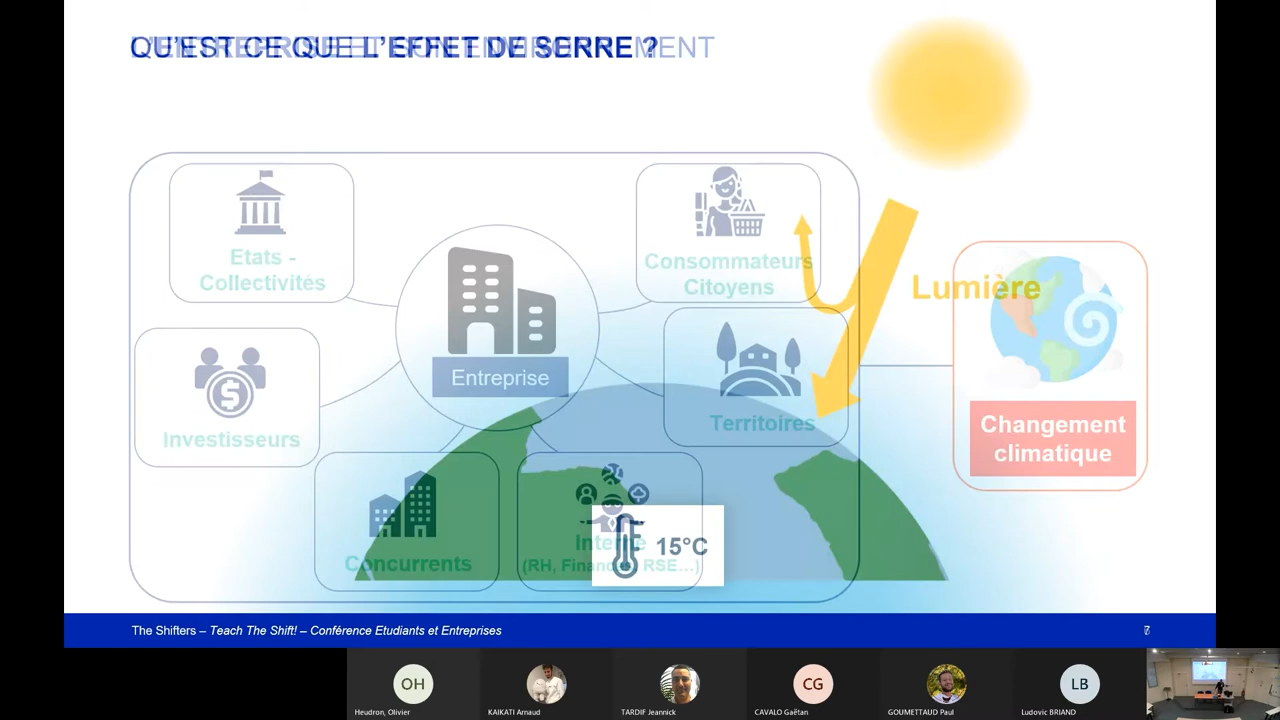 QU'EST CE QUE L'EFFET DE SERRE ?
L'ENTREPRISE ET SON ENVIRONNEMENT
Etats -
Collectivités
Consommateurs
Citoyens
Lumière
Entreprise
Territoires
Changement
climatique
Investisseurs
Concurrents
Interne
(RH, Finances, RSE...)
15°C
The Shifters – Teach The Shift! – Conférence Etudiants et Entreprises
OH
CG
LB
Heudron, Olivier
KAIKATI Arnaud
TARDIF Jeannick
CAVALO Gaëtan
GOUMETTAUD Paul
Ludovic BRIAND